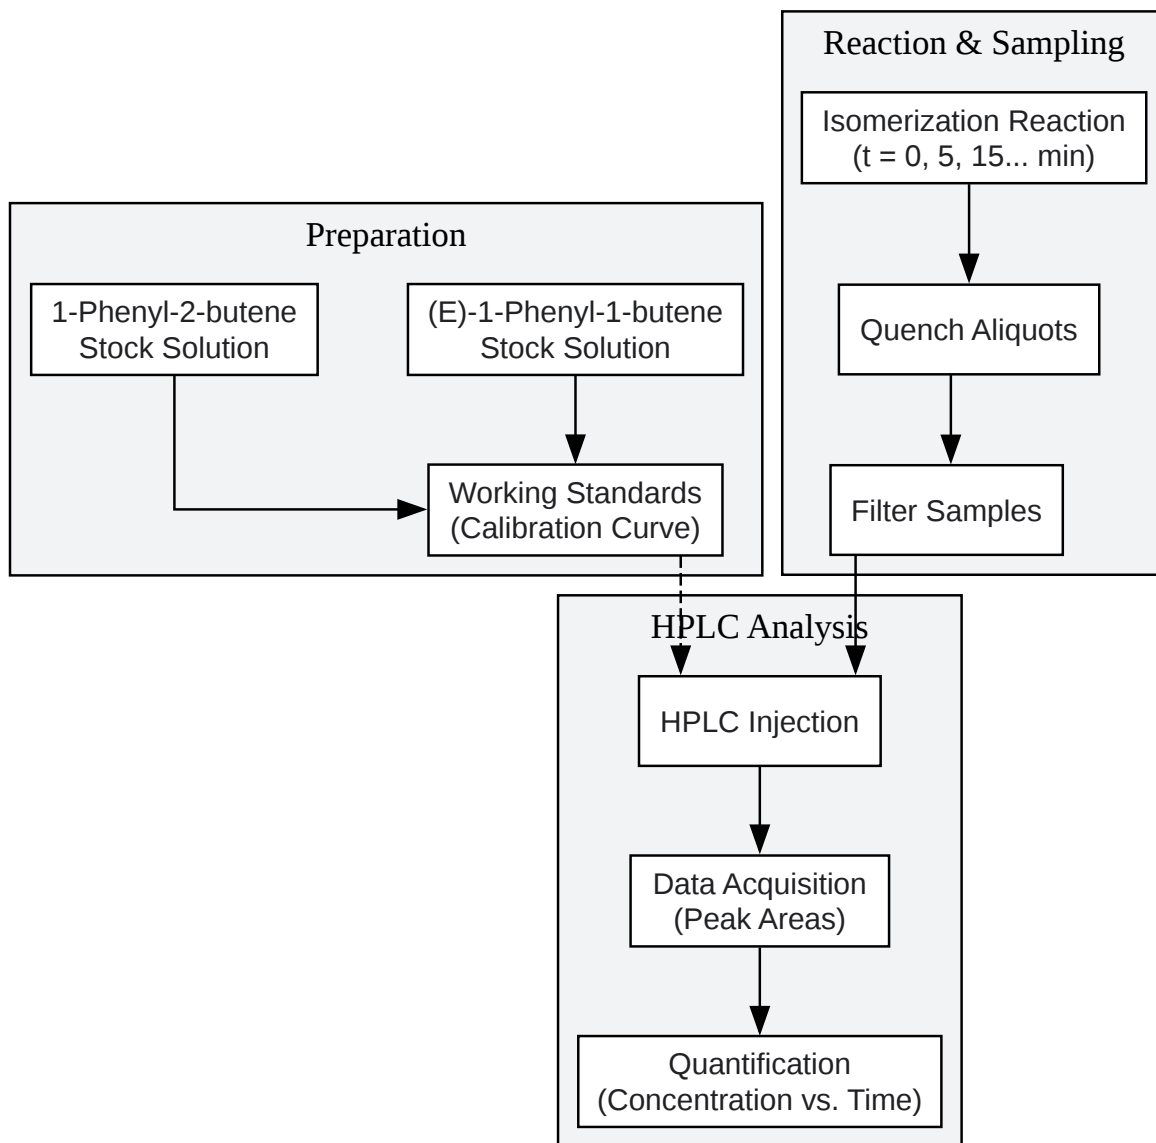 Reaction & Sampling
Isomerization Reaction
(t = 0, 5, 15... min)
Quench Aliquots
Filter Samples
Preparation
1-Phenyl-2-butene
Stock Solution
(E)-1-Phenyl-1-butene
Stock Solution
Working Standards
(Calibration Curve)
HPLC Analysis
HPLC Injection
Data Acquisition
(Peak Areas)
Quantification
(Concentration vs. Time)